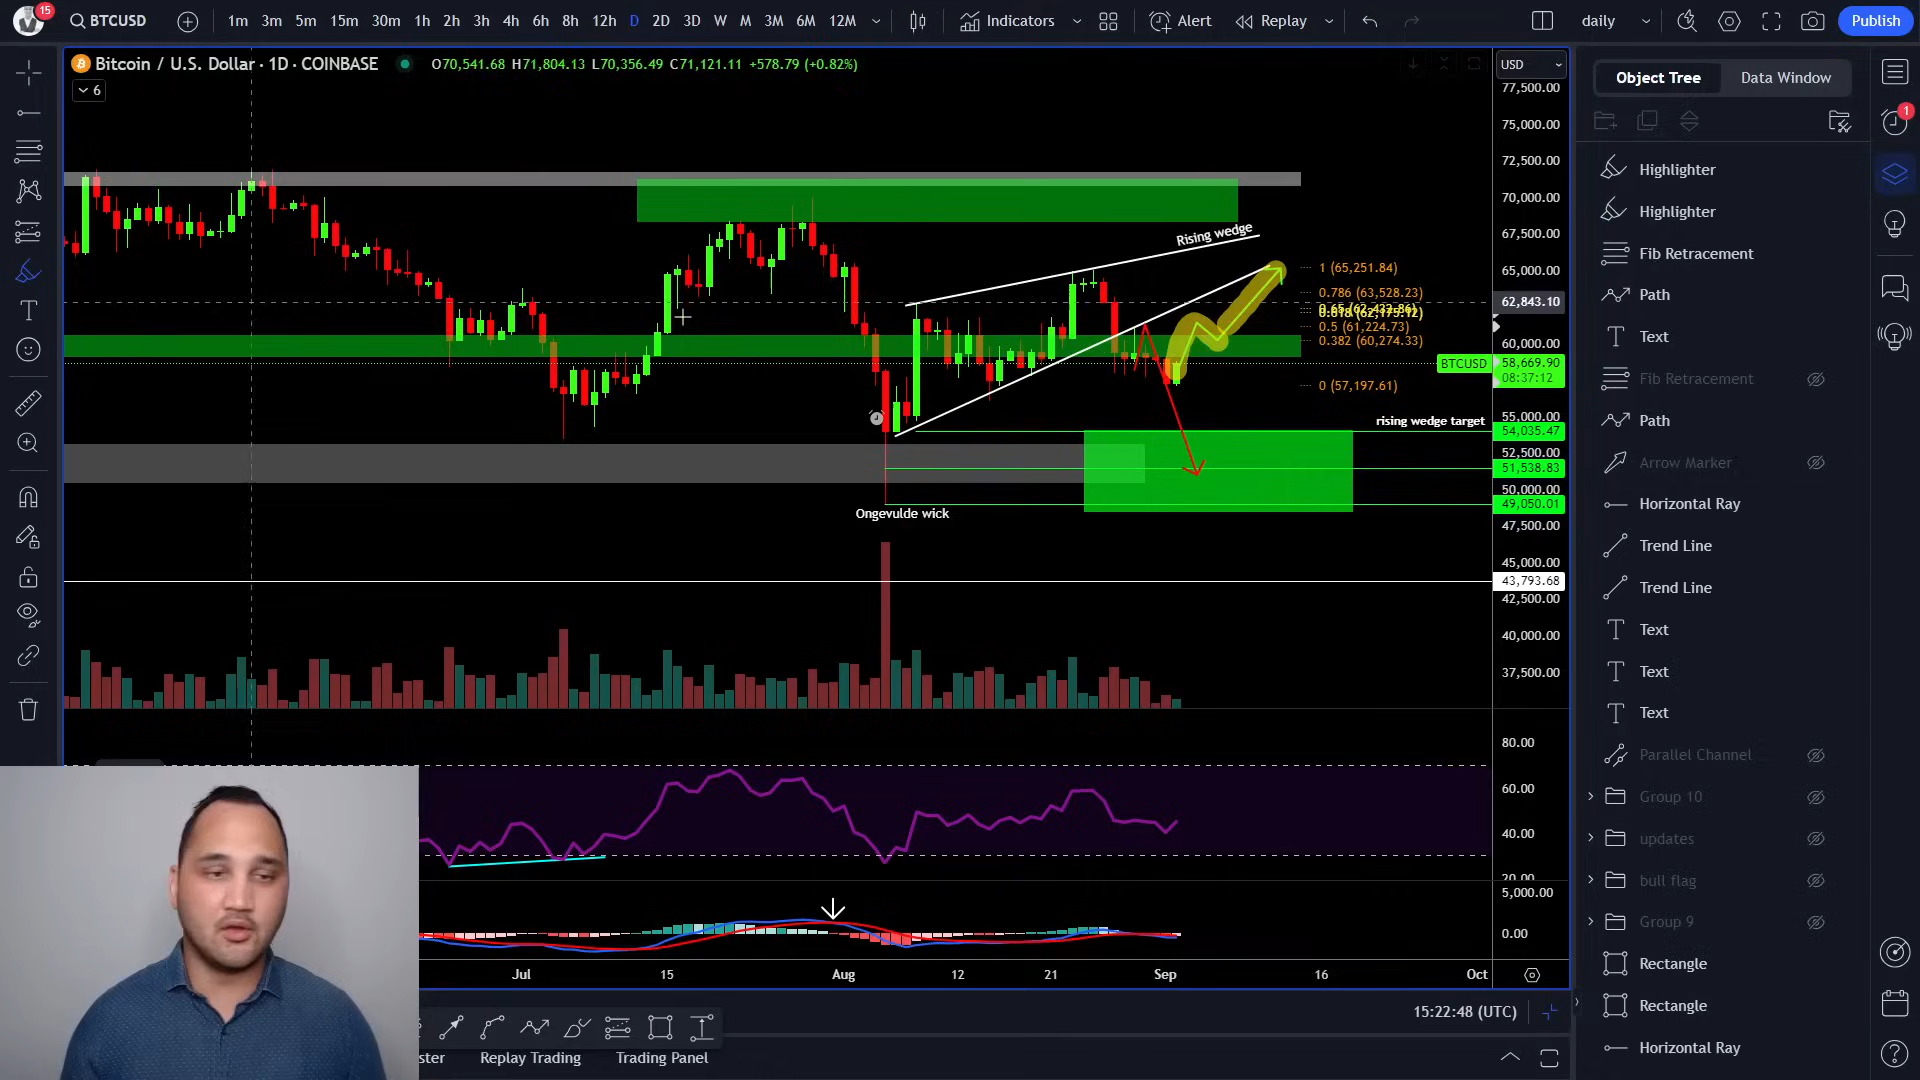 15 BTCUSD 1m 3m 5m 15m 30m 1h 2h 3h 4h 6h 8h 12h D 2D 3D W M 3M 6M 12M Indicators Alert Replay daily Publish
Bitcoin / U.S. Dollar · 1D · COINBASE O70,541.68 H71,804.13 L70,356.49 C71,121.11 +578.79 (+0.82%)
6
USD
77,500.00
75,000.00
72,500.00
70,000.00
67,500.00
65,000.00
62,843.10
60,000.00
BTCUSD 58,669.90
08:37:12
55,000.00
54,035.47
52,500.00
51,538.83
50,000.00
49,050.01
47,500.00
45,000.00
43,793.68
42,500.00
40,000.00
37,500.00
Rising wedge
1 (65,251.84)
0.786 (63,528.23)
0.5 (61,224.73)
0.382 (60,274.33)
0 (57,197.61)
rising wedge target
Ongevulde wick
80.00
60.00
40.00
20.00
5,000.00
0.00
Jul 15 Aug 12 21 Sep 16 Oct
15:22:48 (UTC)
ster Replay Trading Trading Panel
Object Tree Data Window
Highlighter
Highlighter
Fib Retracement
Path
Text
Fib Retracement
Path
Arrow Marker
Horizontal Ray
Trend Line
Trend Line
Text
Text
Text
Parallel Channel
Group 10
updates
bull flag
Group 9
Rectangle
Rectangle
Horizontal Ray
1